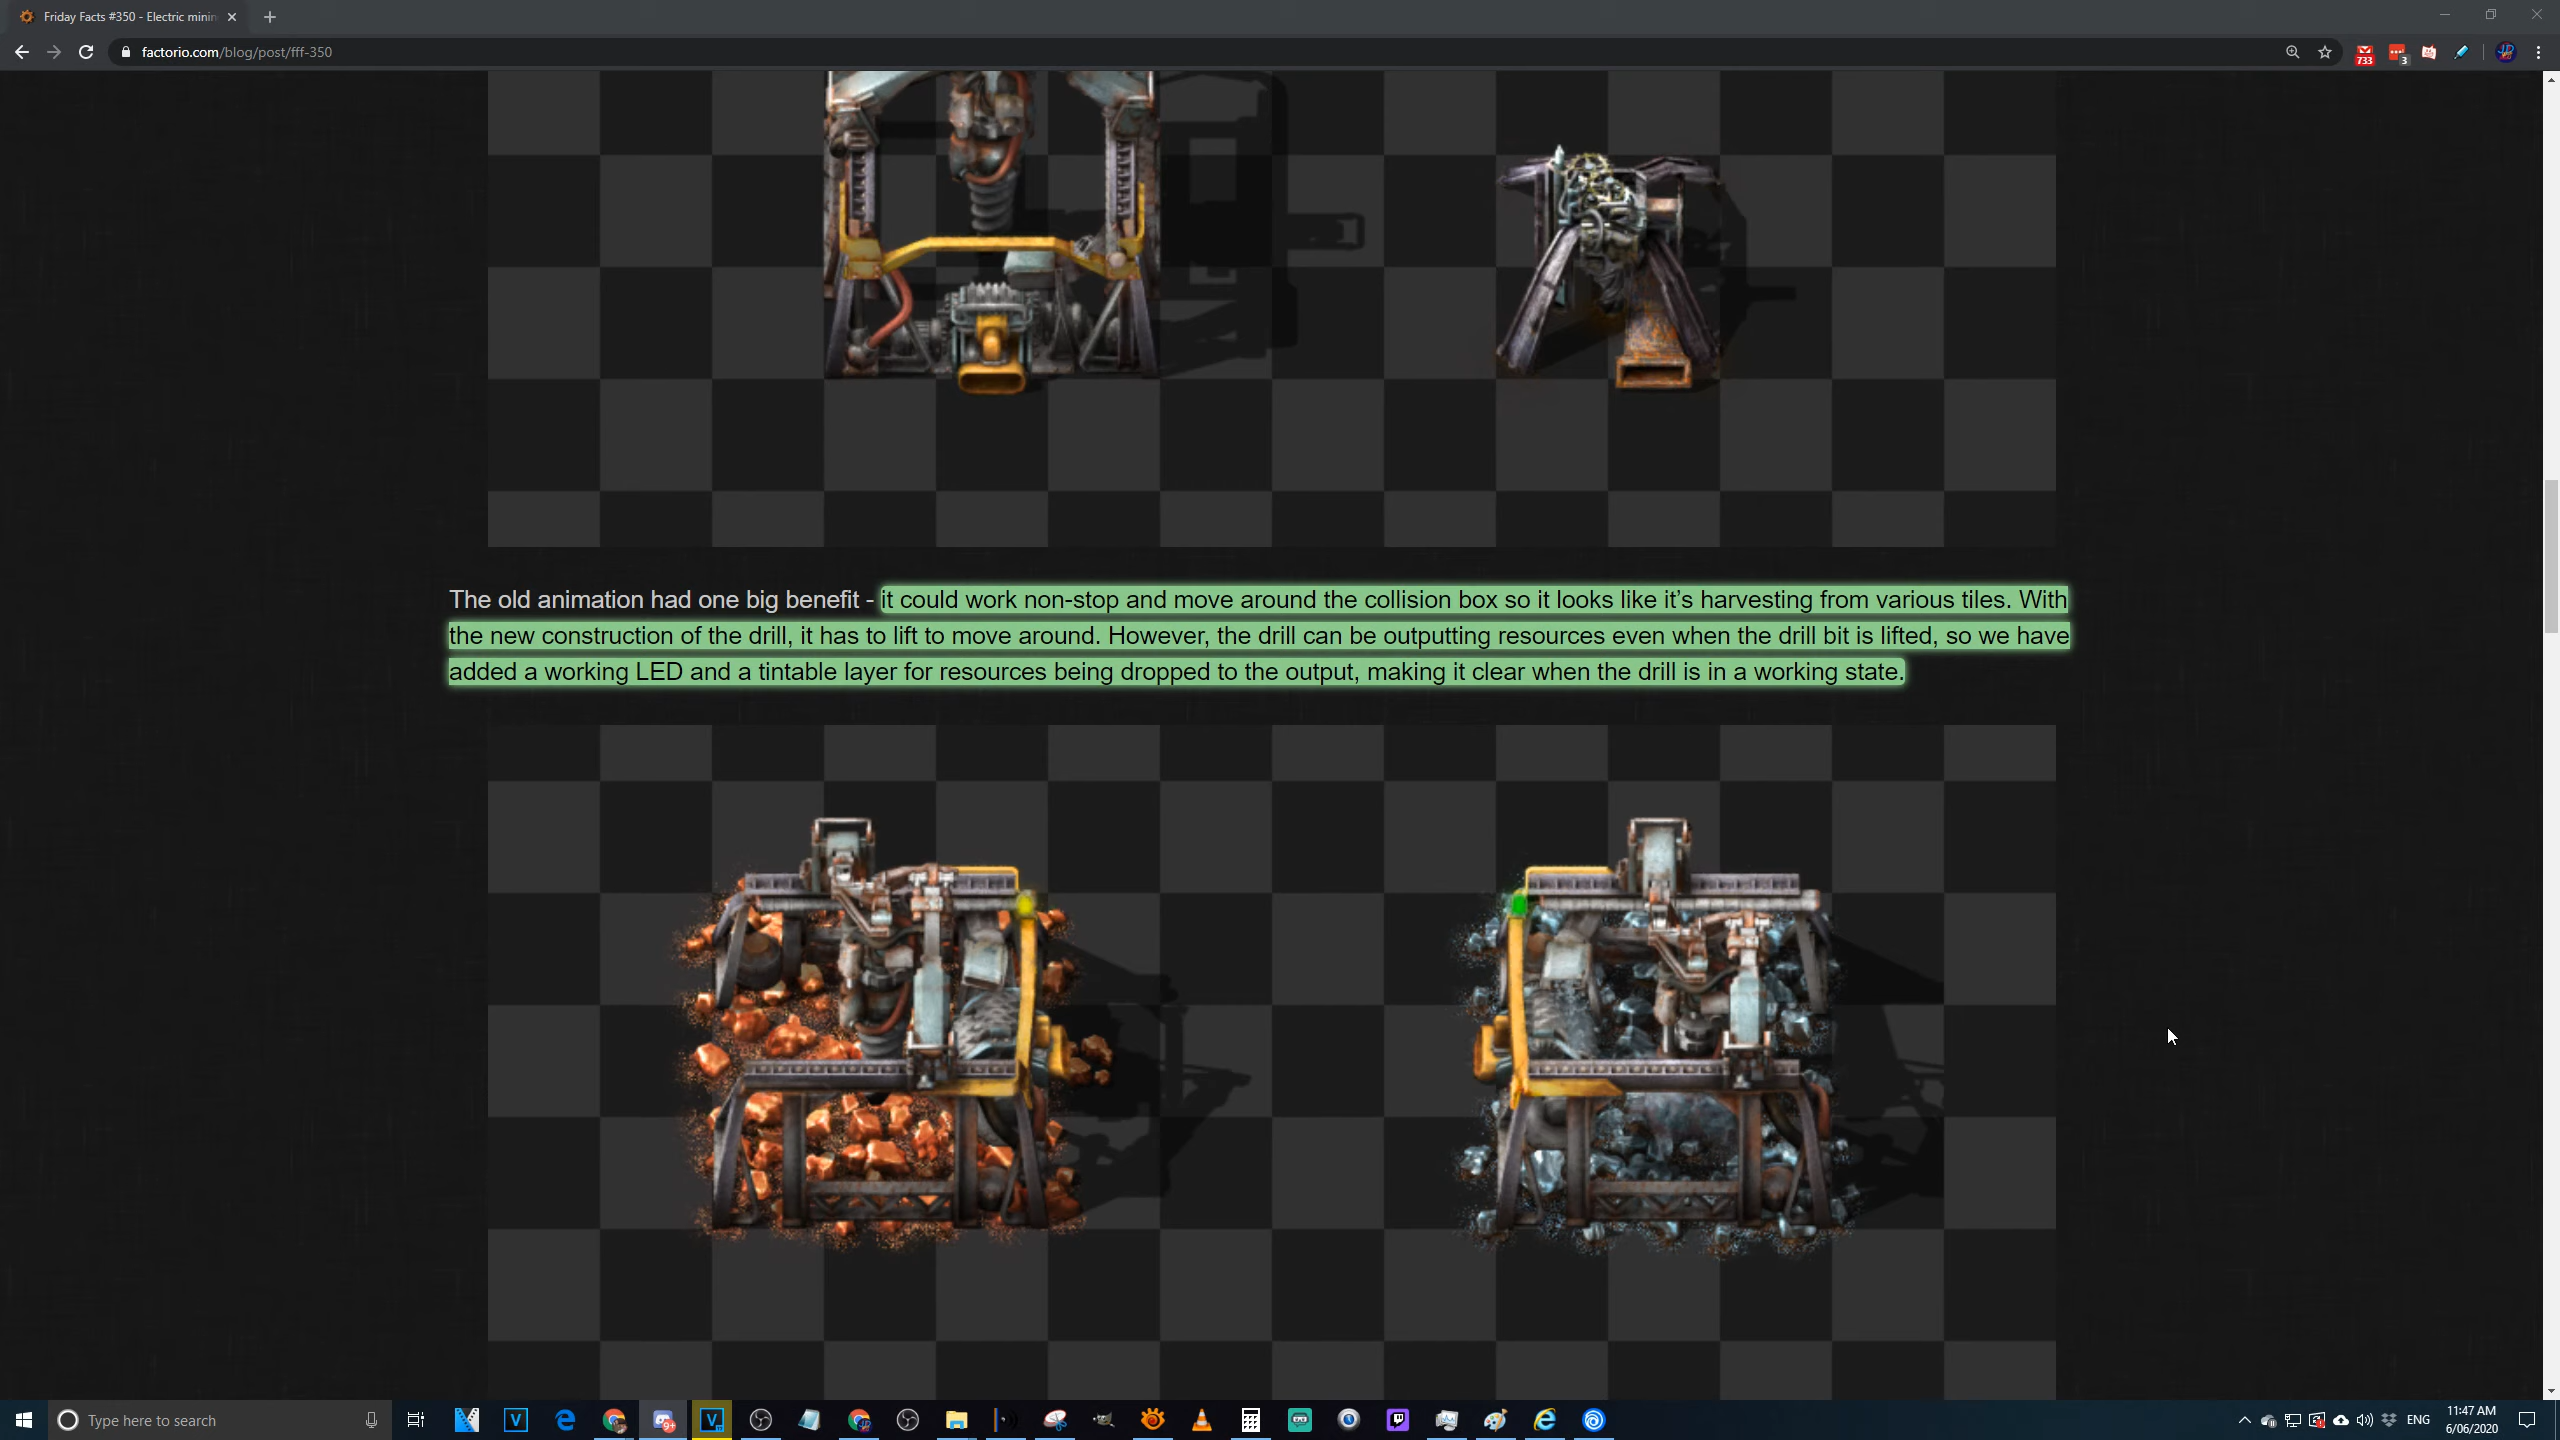 Friday Facts #350 - Electric minin
factorio.com/blog/post/fff-350
733
3
The old animation had one big benefit - it could work non-stop and move around the collision box so it looks like it’s harvesting from various tiles. With
the new construction of the drill, it has to lift to move around. However, the drill can be outputting resources even when the drill bit is lifted, so we have
added a working LED and a tintable layer for resources being dropped to the output, making it clear when the drill is in a working state.
Type here to search
V
V
9+
ENG
11:47 AM
6/06/2020